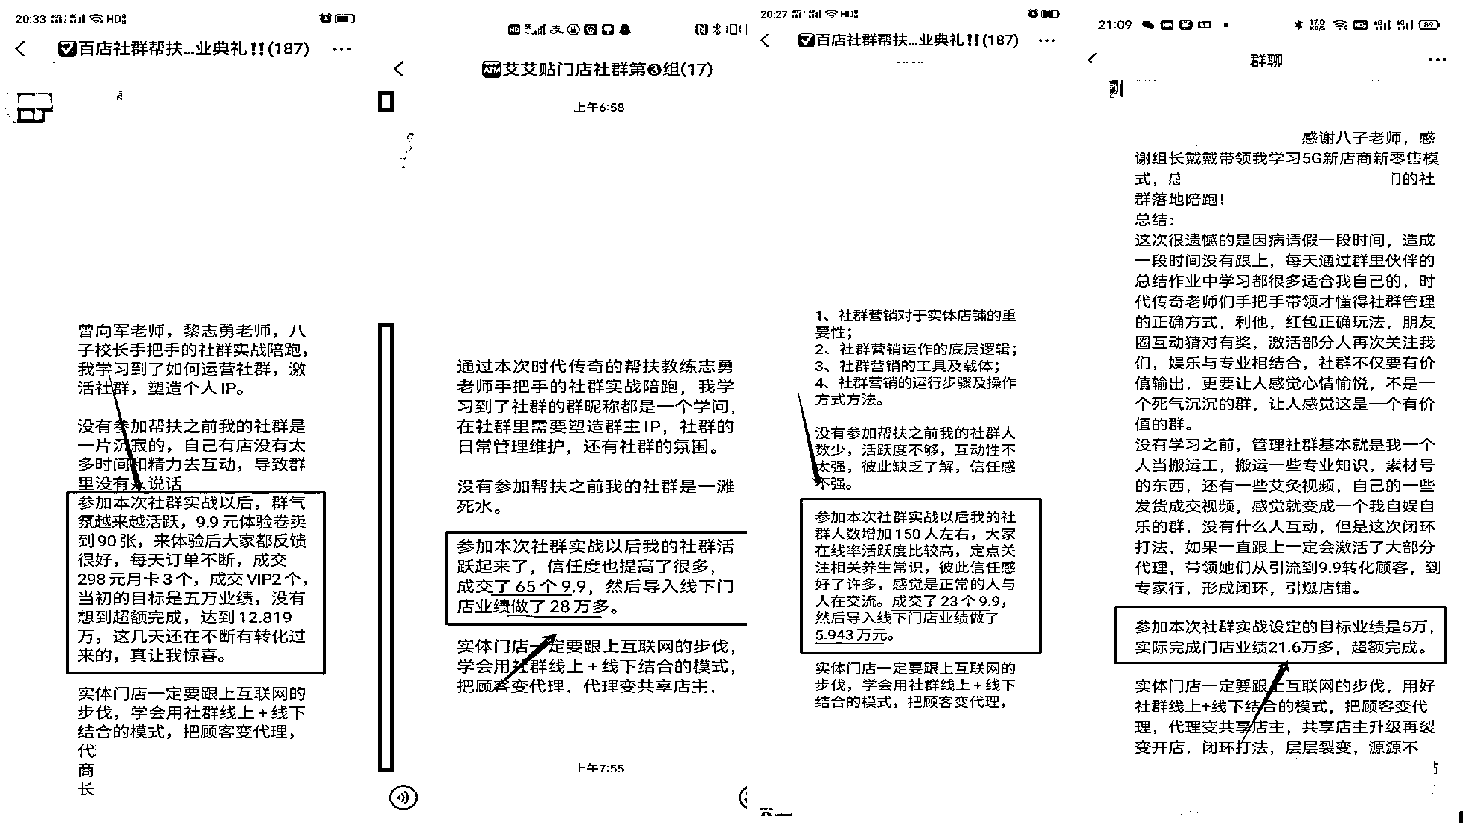 20:33
百店社群帮扶...业典礼!!(187)
曾向军老师，黎志勇老师，八
子校长手把手的社群实战陪跑，
我学习到了如何运营社群，激
活社群，塑造个人IP。
没有参加帮扶之前我的社群是
一片沉寂的，自己有店没有太
多时间和精力去互动，导致群
里没有人说话
参加本次社群实战以后，群气
氛越来越活跃，9.9元体验卷卖
到90张，来体验后大家都反馈
很好，每天订单不断，成交
298元月卡3个，成交VIP2个，
当初的目标是五万业绩，没有
想到超额完成，达到12.819
万，这几天还在不断有转化过
来的，真让我惊喜。
实体门店一定要跟上互联网的
步伐，学会用社群线上+线下
结合的模式，把顾客变代理，
代
商
长
艾艾贴门店社群第❸组(17)
上午6:58
通过本次时代传奇的帮扶教练志勇
老师手把手的社群实战陪跑，我学
习到了社群的群昵称都是一个学问，
在社群里需要塑造群主IP，社群的
日常管理维护，还有社群的氛围。
没有参加帮扶之前我的社群是一滩
死水。
参加本次社群实战以后我的社群活
跃起来了，信任度也提高了很多，
成交了65个9.9，然后导入线下门
店业绩做了28万多。
实体门店一定要跟上互联网的步伐，
学会用社群线上+线下结合的模式，
把顾客变代理，代理变共享店主，
上午7:55
20:27
百店社群帮扶...业典礼!!(187)
1、社群营销对于实体店铺的重
要性；
2、社群营销运作的底层逻辑；
3、社群营销的工具及载体；
4、社群营销的运行步骤及操作
方式方法。
没有参加帮扶之前我的社群人
数少，活跃度不够，互动性不
太强，彼此缺乏了解，信任感
不强。
参加本次社群实战以后我的社
群人数增加150人左右，大家
在线率活跃度比较高，定点关
注相关养生常识，彼此信任感
好了许多，感觉是正常的人与
人在交流。成交了23个9.9，
然后导入线下门店业绩做了
5.943万元。
实体门店一定要跟上互联网的
步伐，学会用社群线上+线下
结合的模式，把顾客变代理，
21:09
群聊
感谢八子老师，感
谢组长戴戴带领我学习5G新店商新零售模
式，总
们的社
群落地陪跑！
总结：
这次很遗憾的是因病请假一段时间，造成
一段时间没有跟上，每天通过群里伙伴的
总结作业中学习都很多适合我自己的，时
代传奇老师们手把手带领才懂得社群管理
的正确方式，利他，红包正确玩法，朋友
圈互动猜对有奖，激活部分人再次关注我
们，娱乐与专业相结合，社群不仅要有价
值输出，更要让人感觉心情愉悦，不是一
个死气沉沉的群，让人感觉这是一个有价
值的群。
没有学习之前，管理社群基本就是我一个
人当搬运工，搬运一些专业知识，素材号
的东西，还有一些艾灸视频，自己的一些
发货成交视频，感觉就变成一个我自娱自
乐的群，没有什么人互动，但是这次闭环
打法，如果一直跟上一定会激活了大部分
代理，带领她们从引流到9.9转化顾客，到
专家行，形成闭环，引爆店铺。
参加本次社群实战设定的目标业绩是5万，
实际完成门店业绩21.6万多，超额完成。
实体门店一定要跟上互联网的步伐，用好
社群线上+线下结合的模式，把顾客变代
理，代理变共享店主，共享店主升级再裂
变开店，闭环打法，层层裂变，源源不